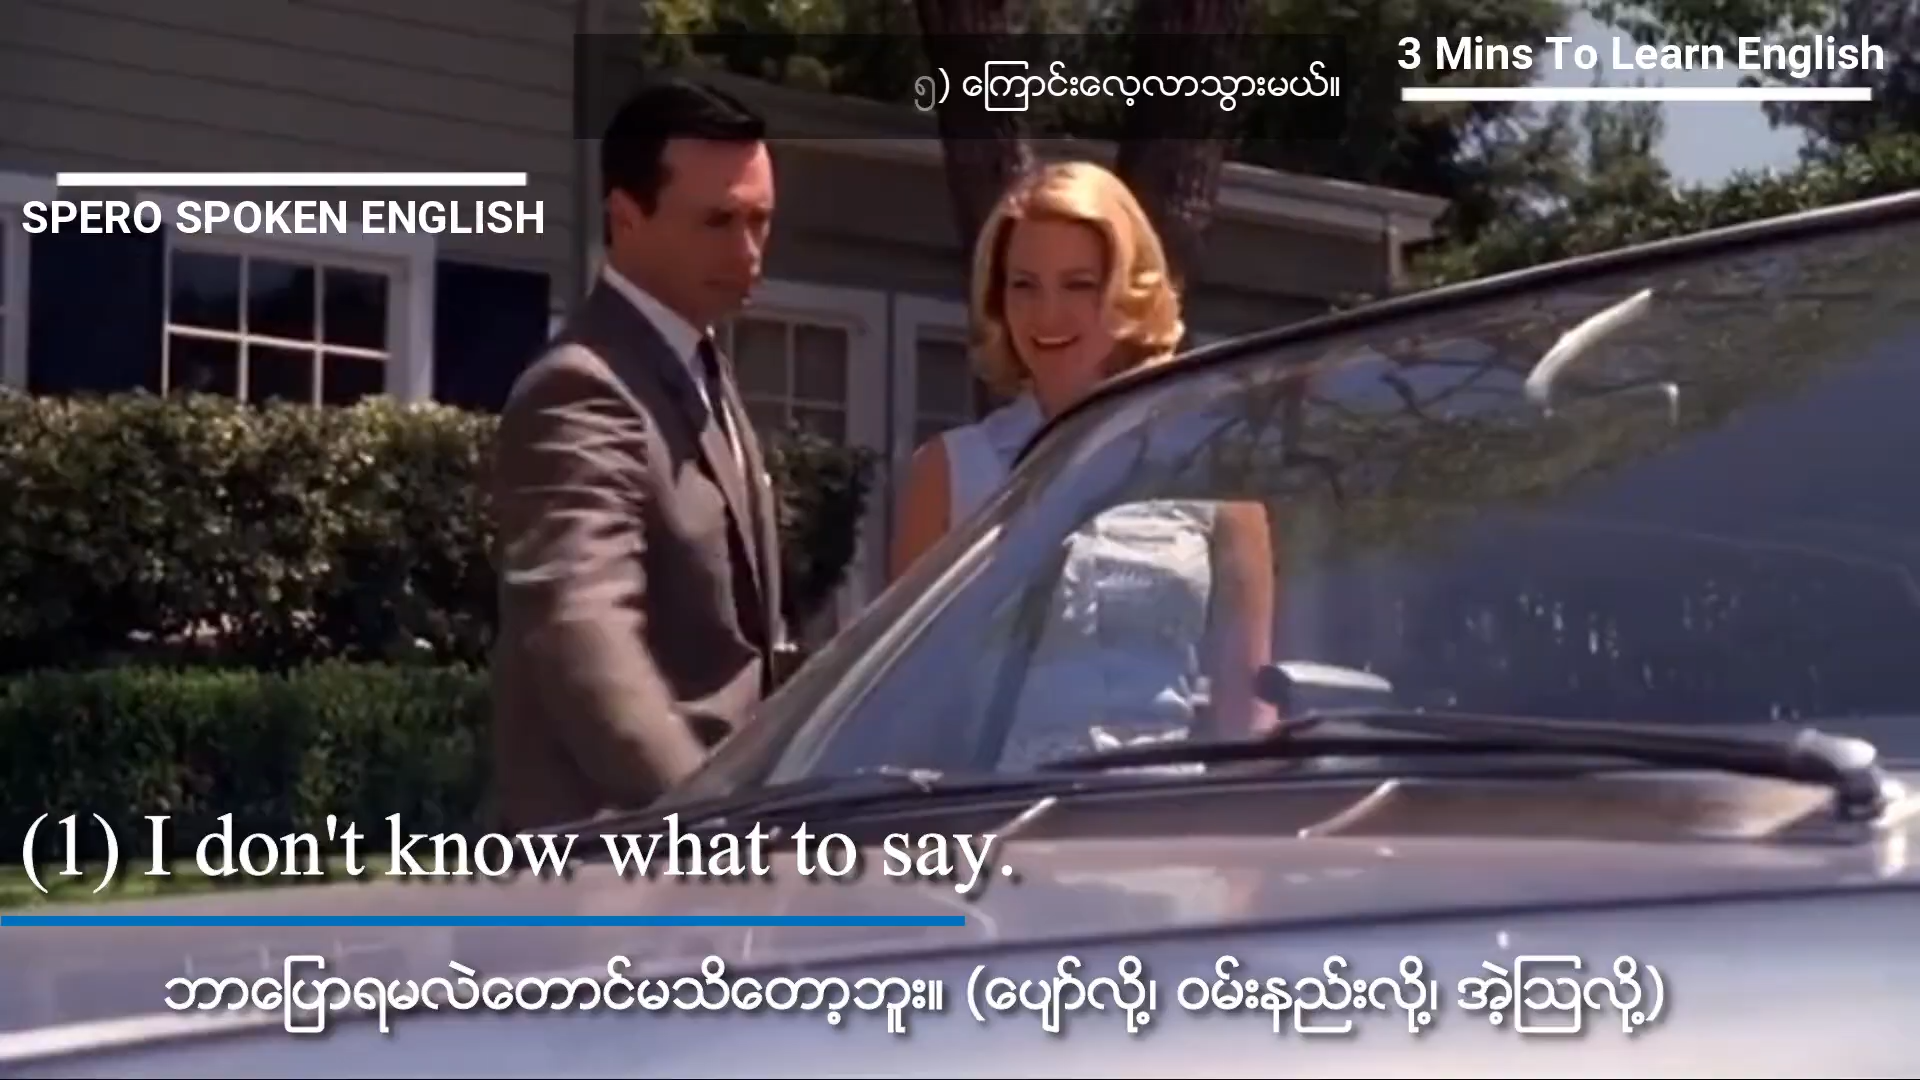 ၅) ကြောင်းလေ့လာသွားမယ်။
3 Mins To Learn English
SPERO SPOKEN ENGLISH
(1) I don't know what to say.
ဘာပြောရမလဲတောင်မသိတော့ဘူး။ (ပျော်လို့၊ ဝမ်းနည်းလို့၊ အံ့ဩလို့)